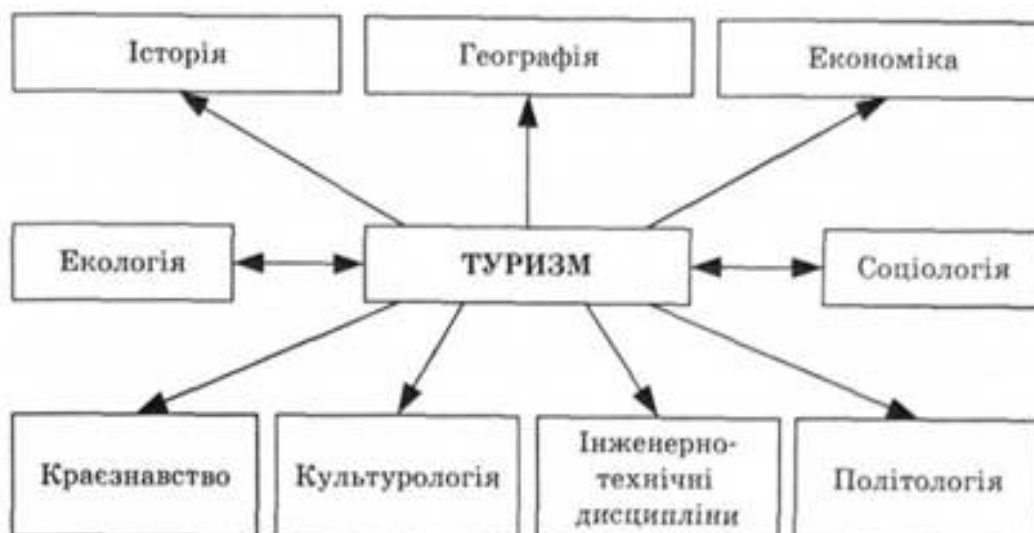 Історія
Географія
Економіка
Екологія
ТУРИЗМ
Соціологія
Краєзнавство
Культурологія
Інженерно-
технічні
дисципліни
Політологія